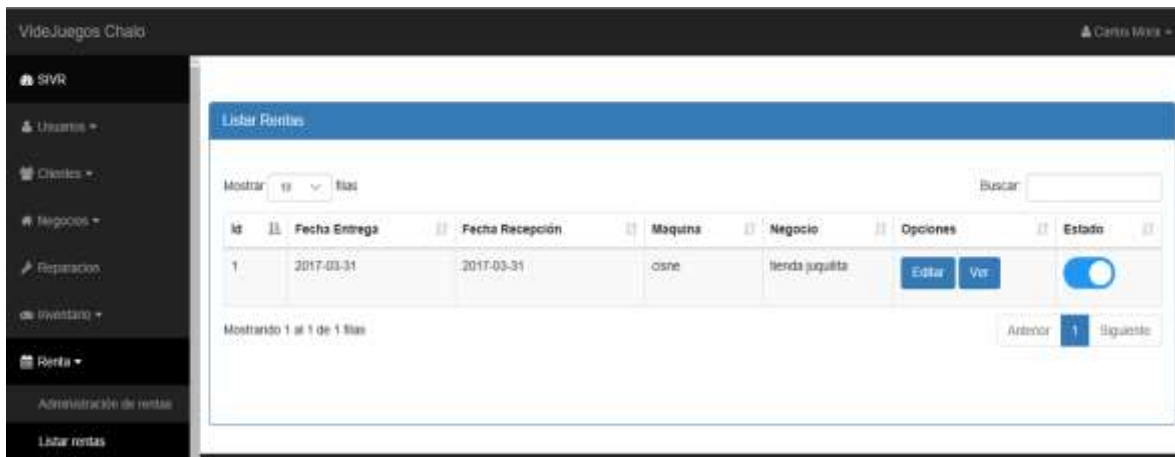 VideJuegos Chalo
Carlos Mora
SIVR
Usuarios
Clientes
Negocios
Reparacion
Inventario
Renta
Administración de rentas
Listar rentas
Listar Rentas
Mostrar 10 filas
Buscar:
Id Fecha Entrega Fecha Recepción Maquina Negocio Opciones Estado
1 2017-03-31 2017-03-31 cisne tienda juquilita Editar Ver
Mostrando 1 al 1 de 1 filas
Anterior 1 Siguiente